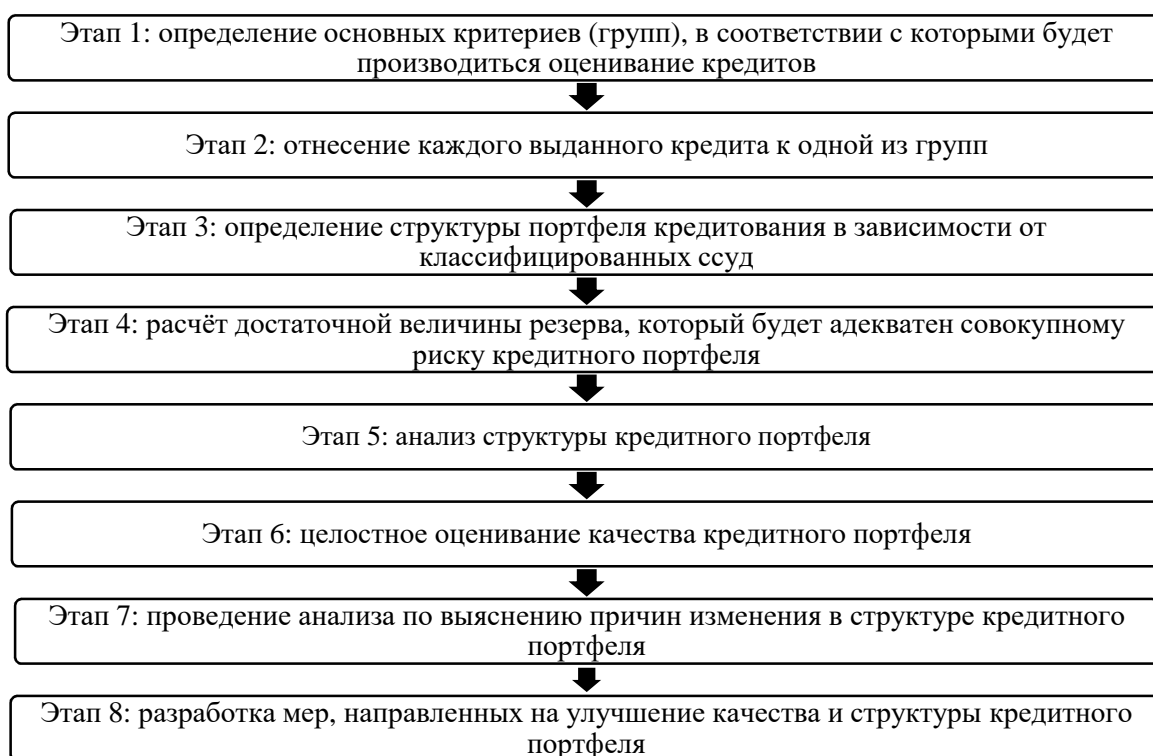 Этап 1: определение основных критериев (групп), в соответствии с которыми будет
производиться оценивание кредитов
Этап 2: отнесение каждого выданного кредита к одной из групп
Этап 3: определение структуры портфеля кредитования в зависимости от
классифицированных ссуд
Этап 4: расчёт достаточной величины резерва, который будет адекватен совокупному
риску кредитного портфеля
Этап 5: анализ структуры кредитного портфеля
Этап 6: целостное оценивание качества кредитного портфеля
Этап 7: проведение анализа по выяснению причин изменения в структуре кредитного
портфеля
Этап 8: разработка мер, направленных на улучшение качества и структуры кредитного
портфеля